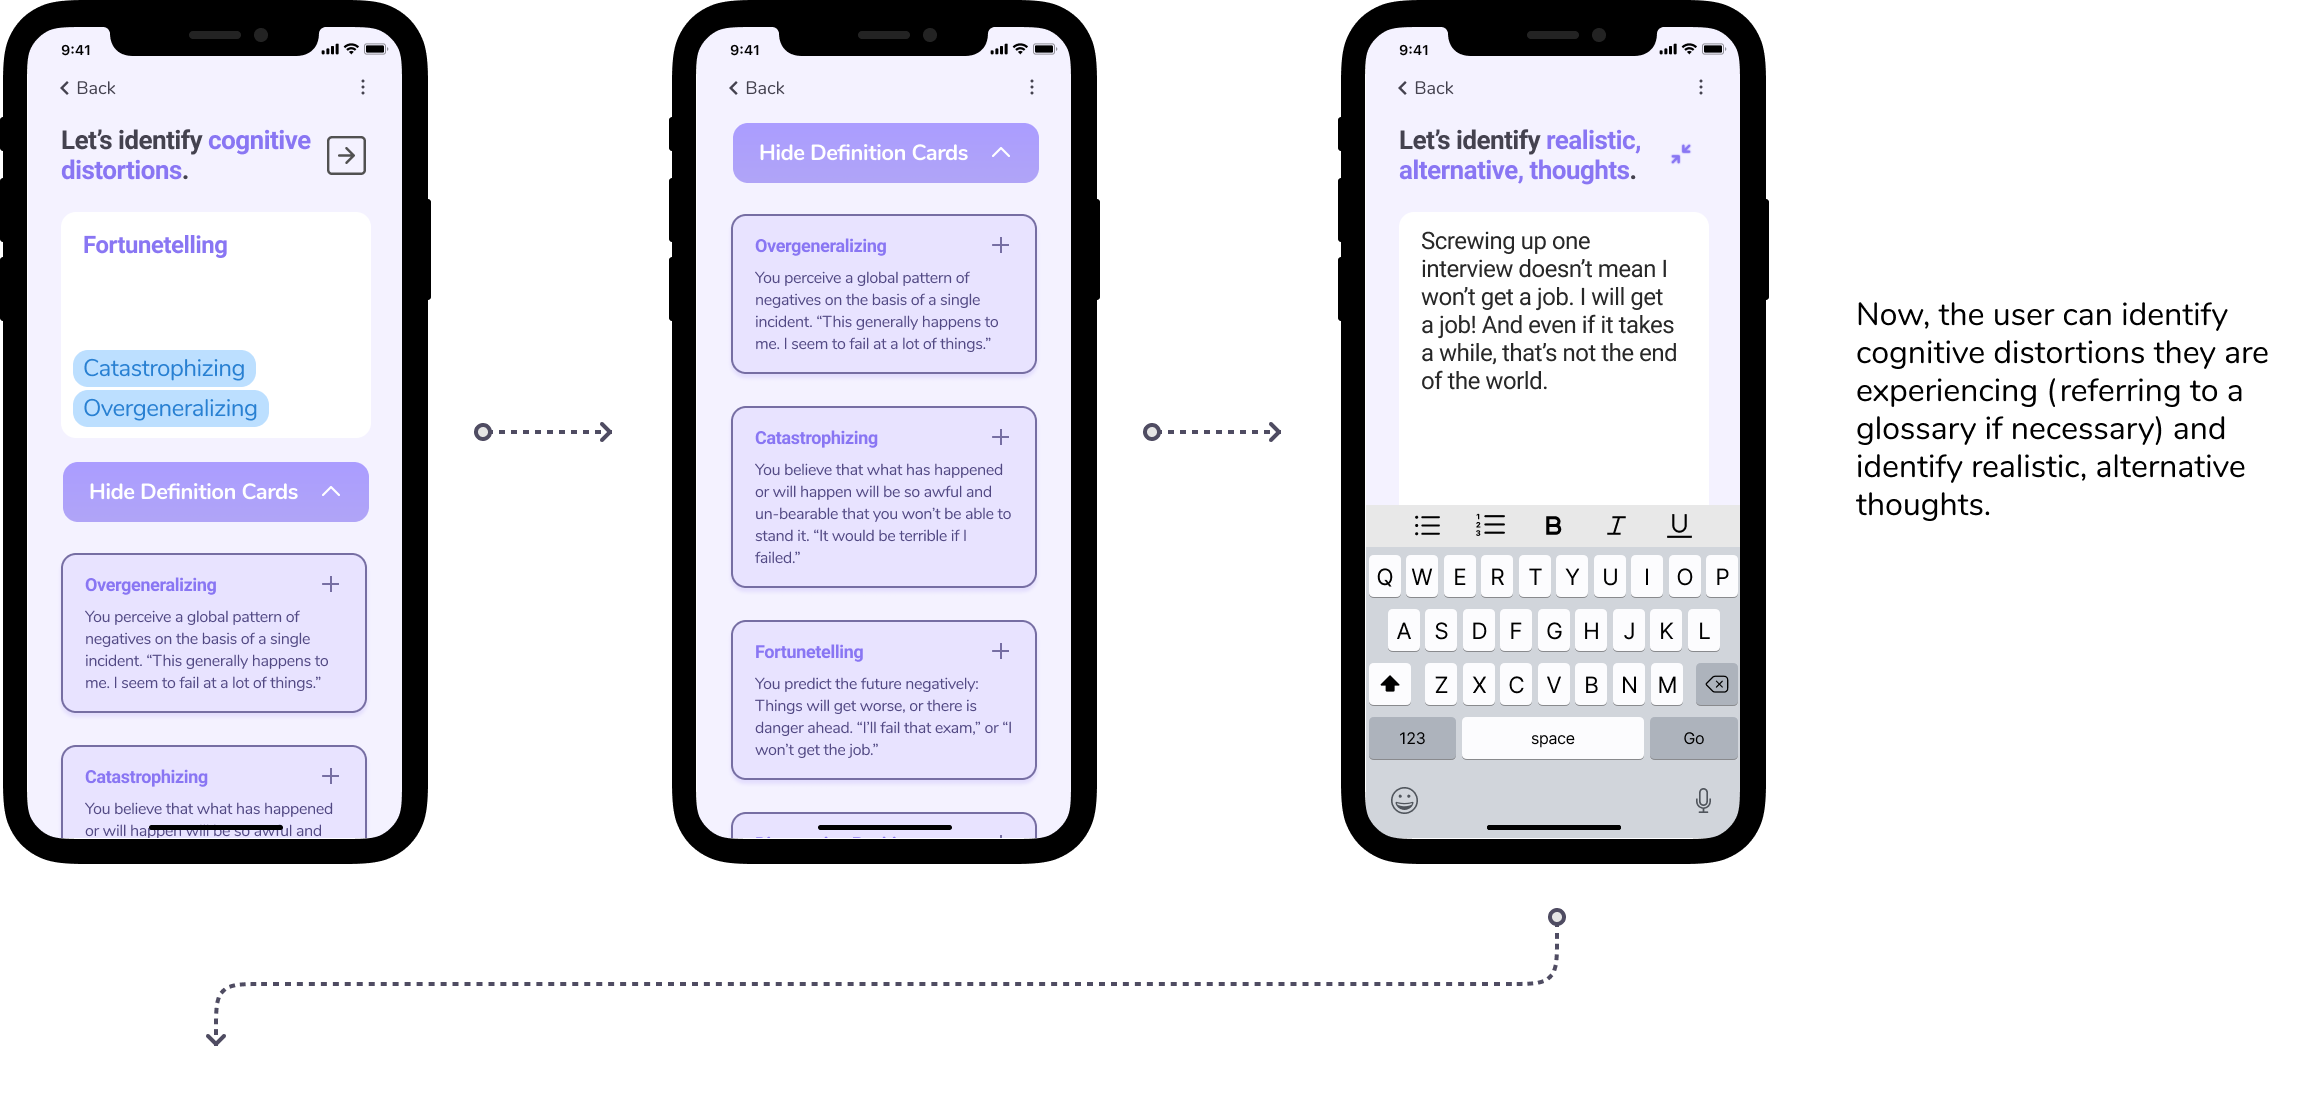 9:41
Back
Let’s identify cognitive
distortions.
Fortunetelling
Catastrophizing
Overgeneralizing
Hide Definition Cards
Overgeneralizing
You perceive a global pattern of
negatives on the basis of a single
incident. “This generally happens to
me. I seem to fail at a lot of things.”
Catastrophizing
You believe that what has happened
or will happen will be so awful and
9:41
Back
Hide Definition Cards
Overgeneralizing
You perceive a global pattern of
negatives on the basis of a single
incident. “This generally happens to
me. I seem to fail at a lot of things.”
Catastrophizing
You believe that what has happened
or will happen will be so awful and
un-bearable that you won’t be able to
stand it. “It would be terrible if I
failed.”
Fortunetelling
You predict the future negatively:
Things will get worse, or there is
danger ahead. “I’ll fail that exam,” or “I
won’t get the job.”
9:41
Back
Let’s identify realistic,
alternative, thoughts.
Screwing up one
interview doesn’t mean I
won’t get a job. I will get
a job! And even if it takes
a while, that’s not the end
of the world.
B I U
Q W E R T Y U I O P
A S D F G H J K L
Z X C V B N M
123 space Go
Now, the user can identify
cognitive distortions they are
experiencing (referring to a
glossary if necessary) and
identify realistic, alternative
thoughts.